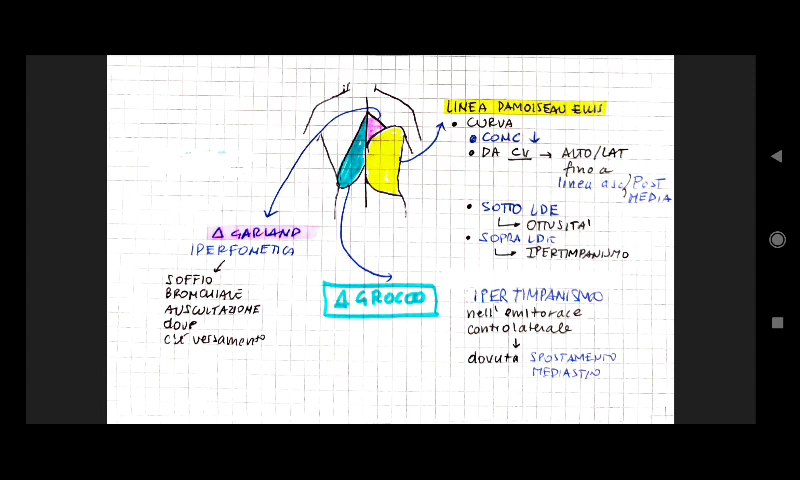 LINEA DAMOISEAU ELLIS
• CURVA
• CONC ↓
• DA CV → ALTO/LAT
fino a
linea asc/POST
MEDIA
• SOTTO LDE
↳ OTTUSITA'
• SOPRA LDE
↳ IPERTIMPANISMO
Δ GARLAND
IPERFONETICA
SOFFIO
BRONCHIALE
AUSCULTAZIONE
dove
c'è versamento
Δ GROCCO
IPERTIMPANISMO
nell' emitorace
controlaterale
↓
dovuta SPOSTAMENTO
MEDIASTINO